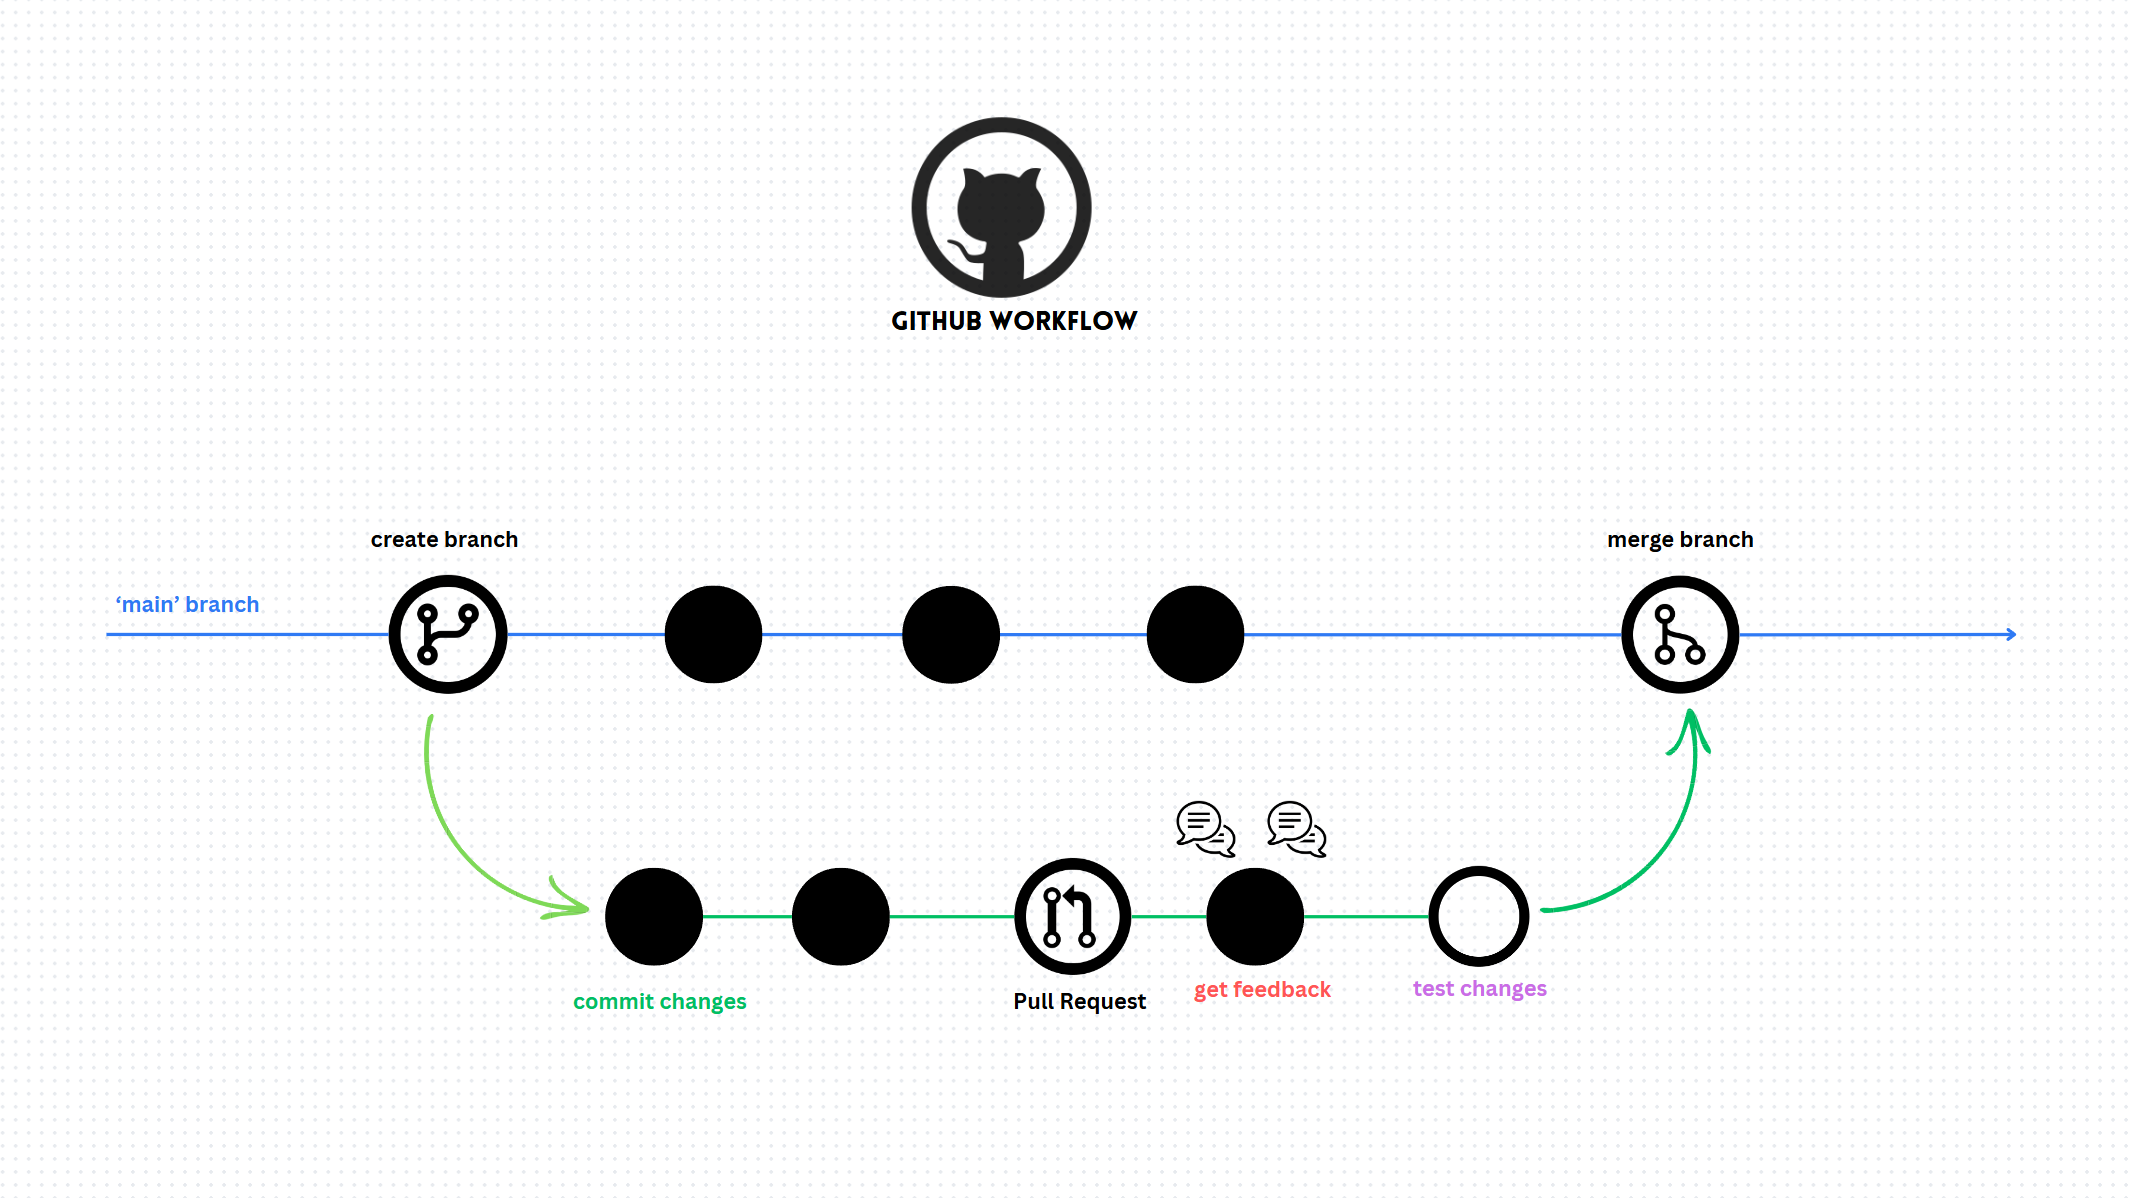 GITHUB WORKFLOW
create branch
merge branch
‘main’ branch
commit changes
Pull Request
get feedback
test changes